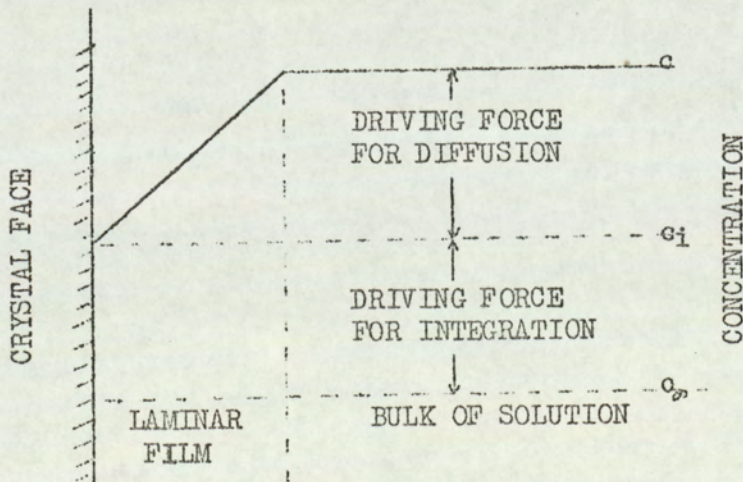 C
DRIVING FORCE
FOR DIFFUSION
CRYSTAL FACE
CONCENTRATION
Ci
DRIVING FORCE
FOR INTEGRATION
LAMINAR
FILM
BULK OF SOLUTION